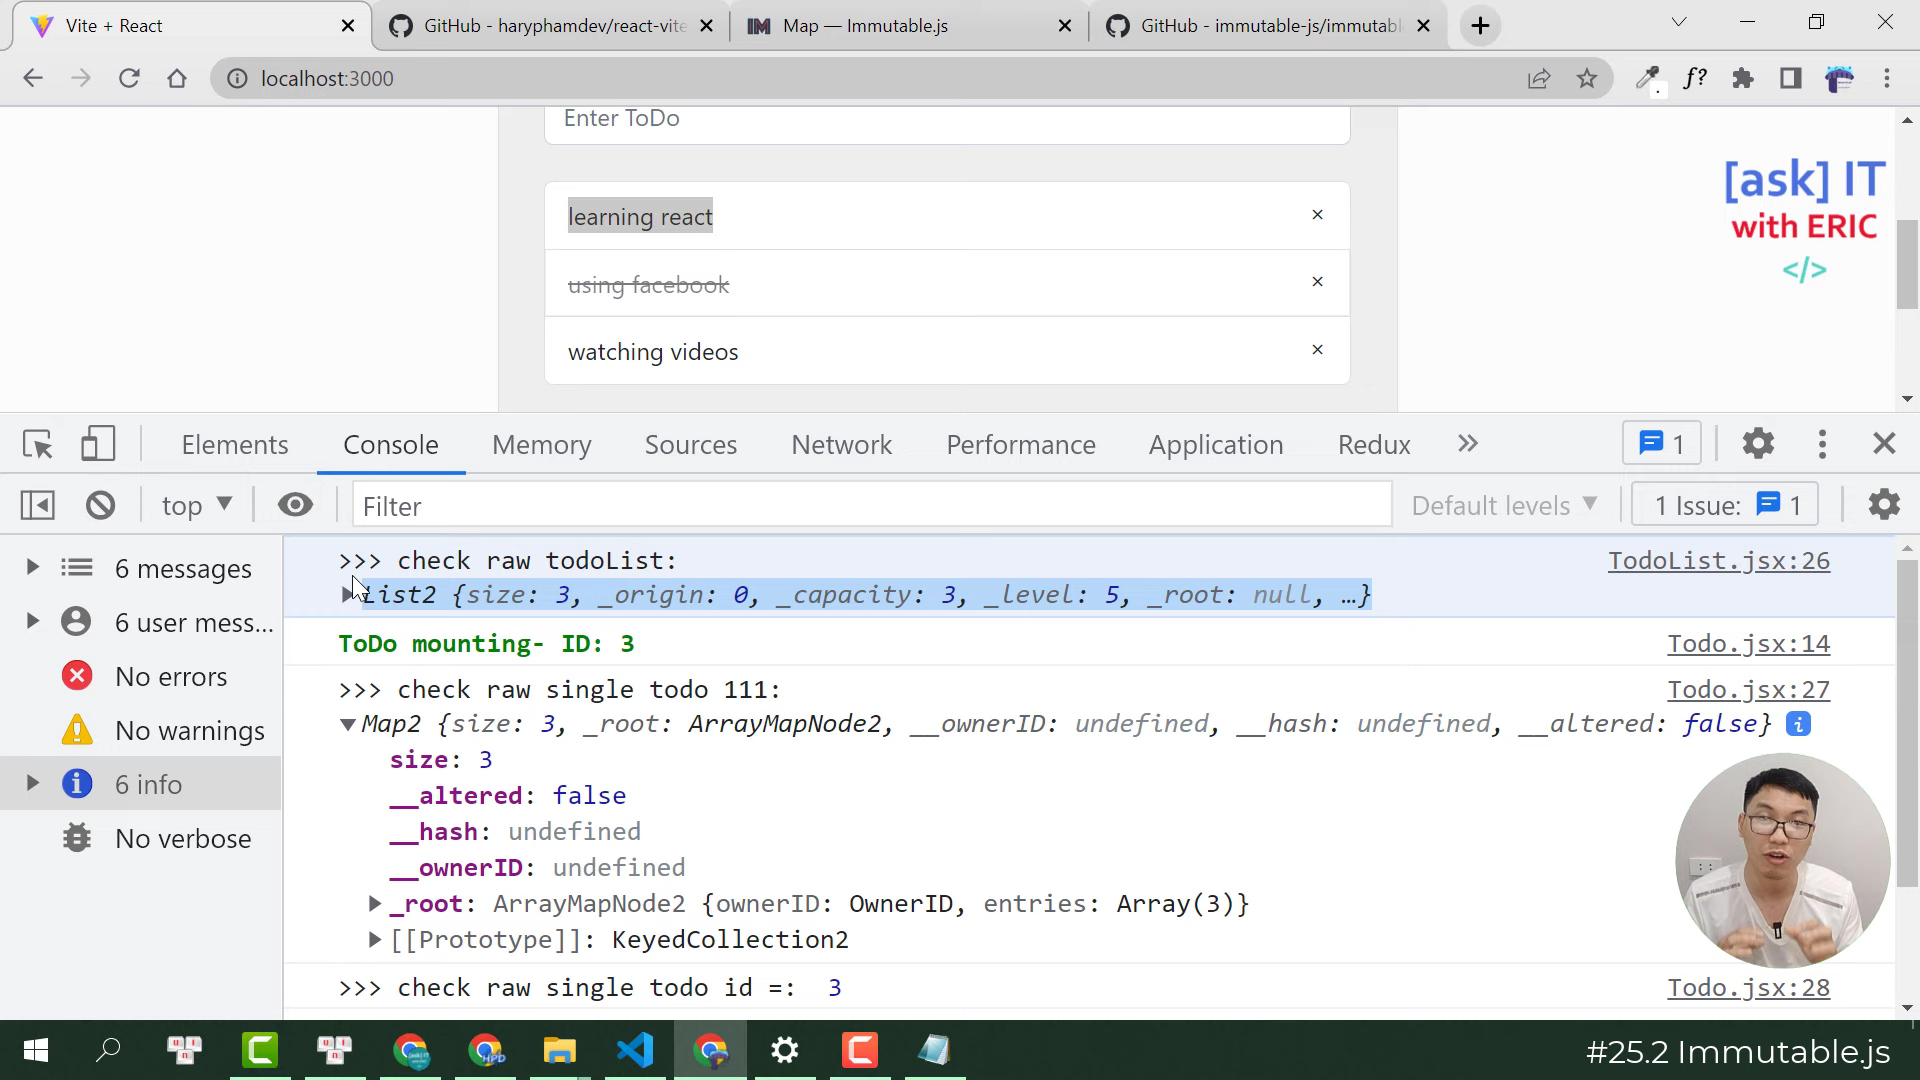 Vite + React
GitHub - haryphamdev/react-vite
Map — Immutable.js
GitHub - immutable-js/immutabl
localhost:3000
f?
Enter ToDo
learning react
using facebook
watching videos
[ask] IT
with ERIC
</>
Elements
Console
Memory
Sources
Network
Performance
Application
Redux
1
top
Filter
Default levels
1 Issue:
1
6 messages
6 user mess...
No errors
No warnings
6 info
No verbose
>>> check raw todoList:
TodoList.jsx:26
List2 {size: 3, _origin: 0, _capacity: 3, _level: 5, _root: null, …}
ToDo mounting- ID: 3
Todo.jsx:14
>>> check raw single todo 111:
Todo.jsx:27
Map2 {size: 3, _root: ArrayMapNode2, __ownerID: undefined, __hash: undefined, __altered: false}
size: 3
__altered: false
__hash: undefined
__ownerID: undefined
_root: ArrayMapNode2 {ownerID: OwnerID, entries: Array(3)}
[[Prototype]]: KeyedCollection2
>>> check raw single todo id =: 3
Todo.jsx:28
#25.2 Immutable.js